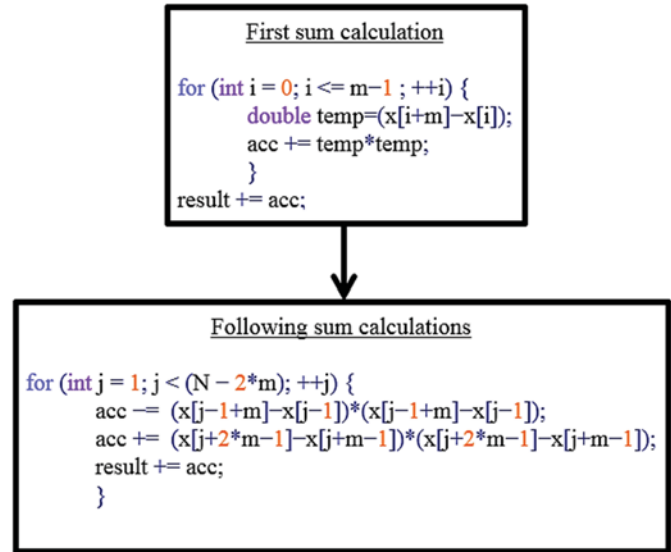 First sum calculation
for (int i = 0; i <= m−1 ; ++i) {
double temp=(x[i+m]−x[i]);
acc += temp*temp;
}
result += acc;
Following sum calculations
for (int j = 1; j < (N − 2*m); ++j) {
acc −= (x[j−1+m]−x[j−1])*(x[j−1+m]−x[j−1]);
acc += (x[j+2*m−1]−x[j+m−1])*(x[j+2*m−1]−x[j+m−1]);
result += acc;
}